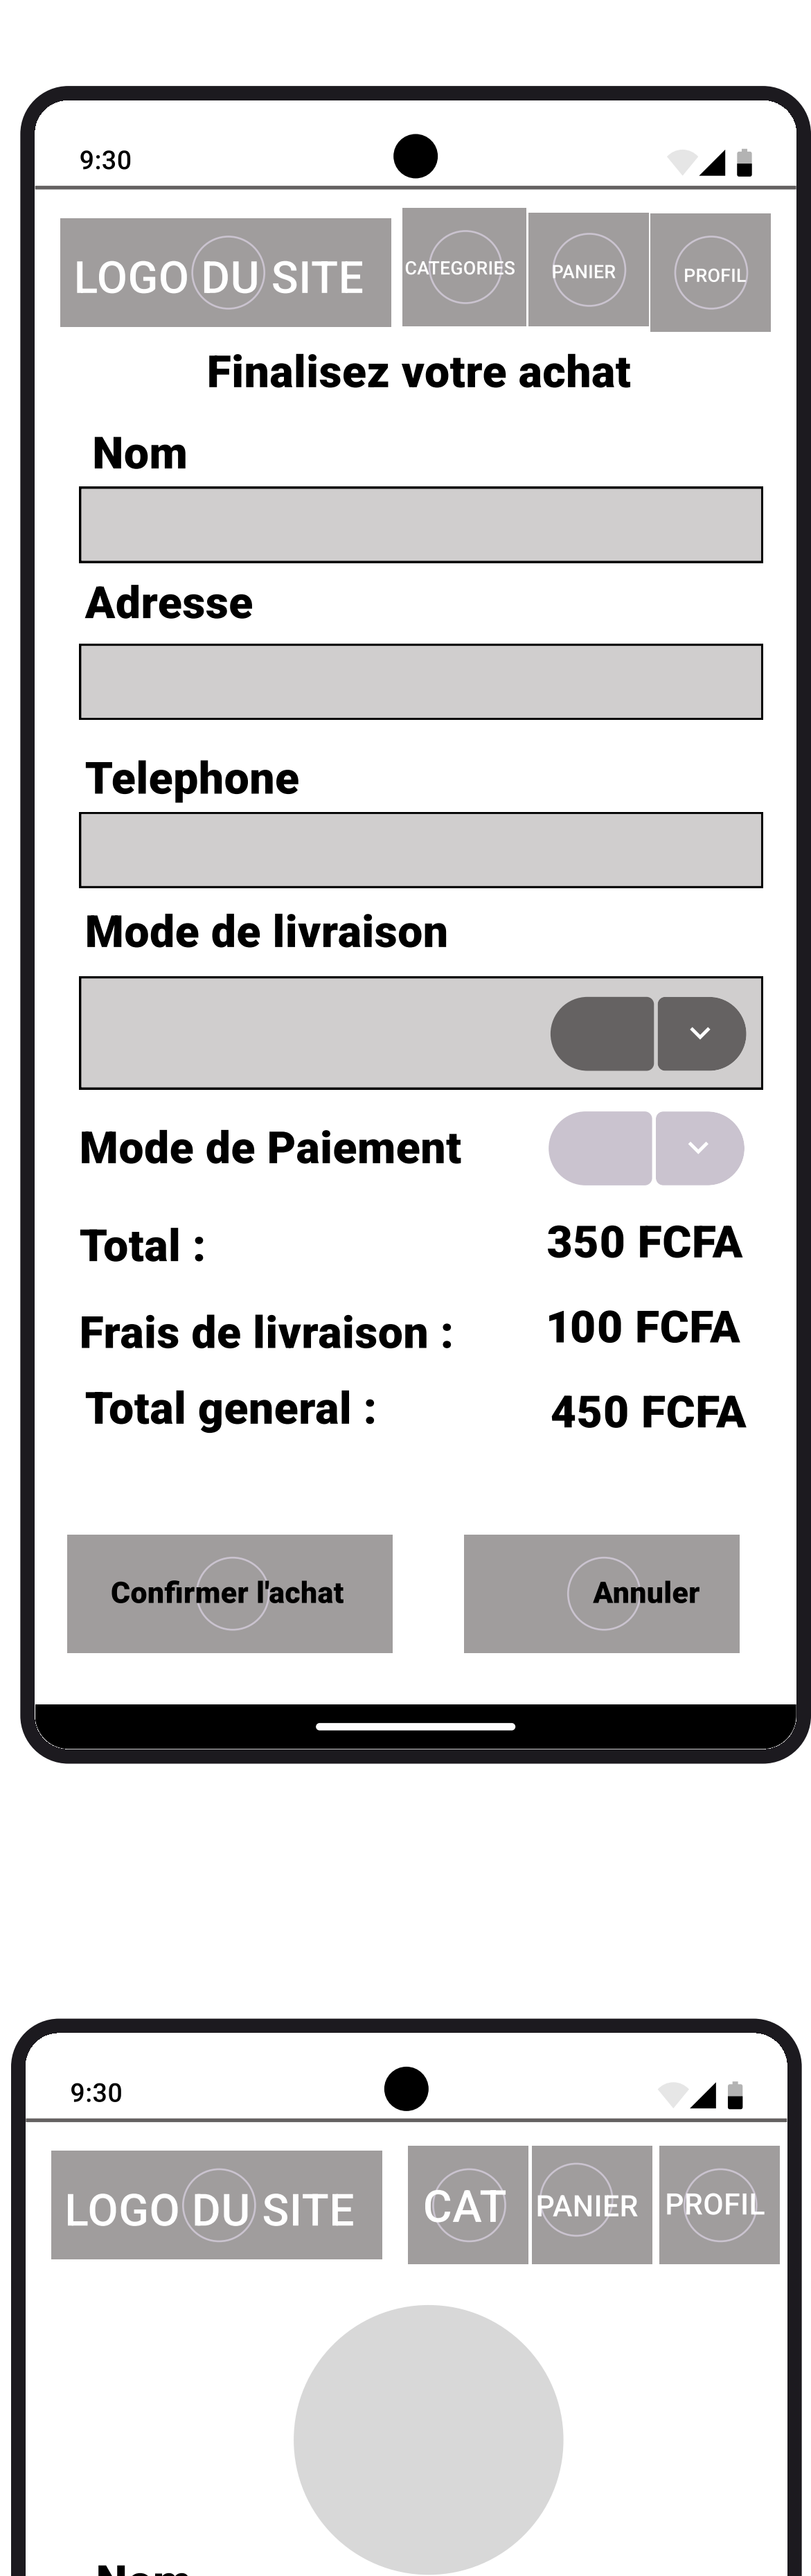 9:30
LOGO DU SITE
CATEGORIES
PANIER
PROFIL
Finalisez votre achat
Nom
Adresse
Telephone
Mode de livraison
Mode de Paiement
Total : 350 FCFA
Frais de livraison : 100 FCFA
Total general : 450 FCFA
Confirmer l'achat
Annuler
9:30
LOGO DU SITE
CAT
PANIER
PROFIL